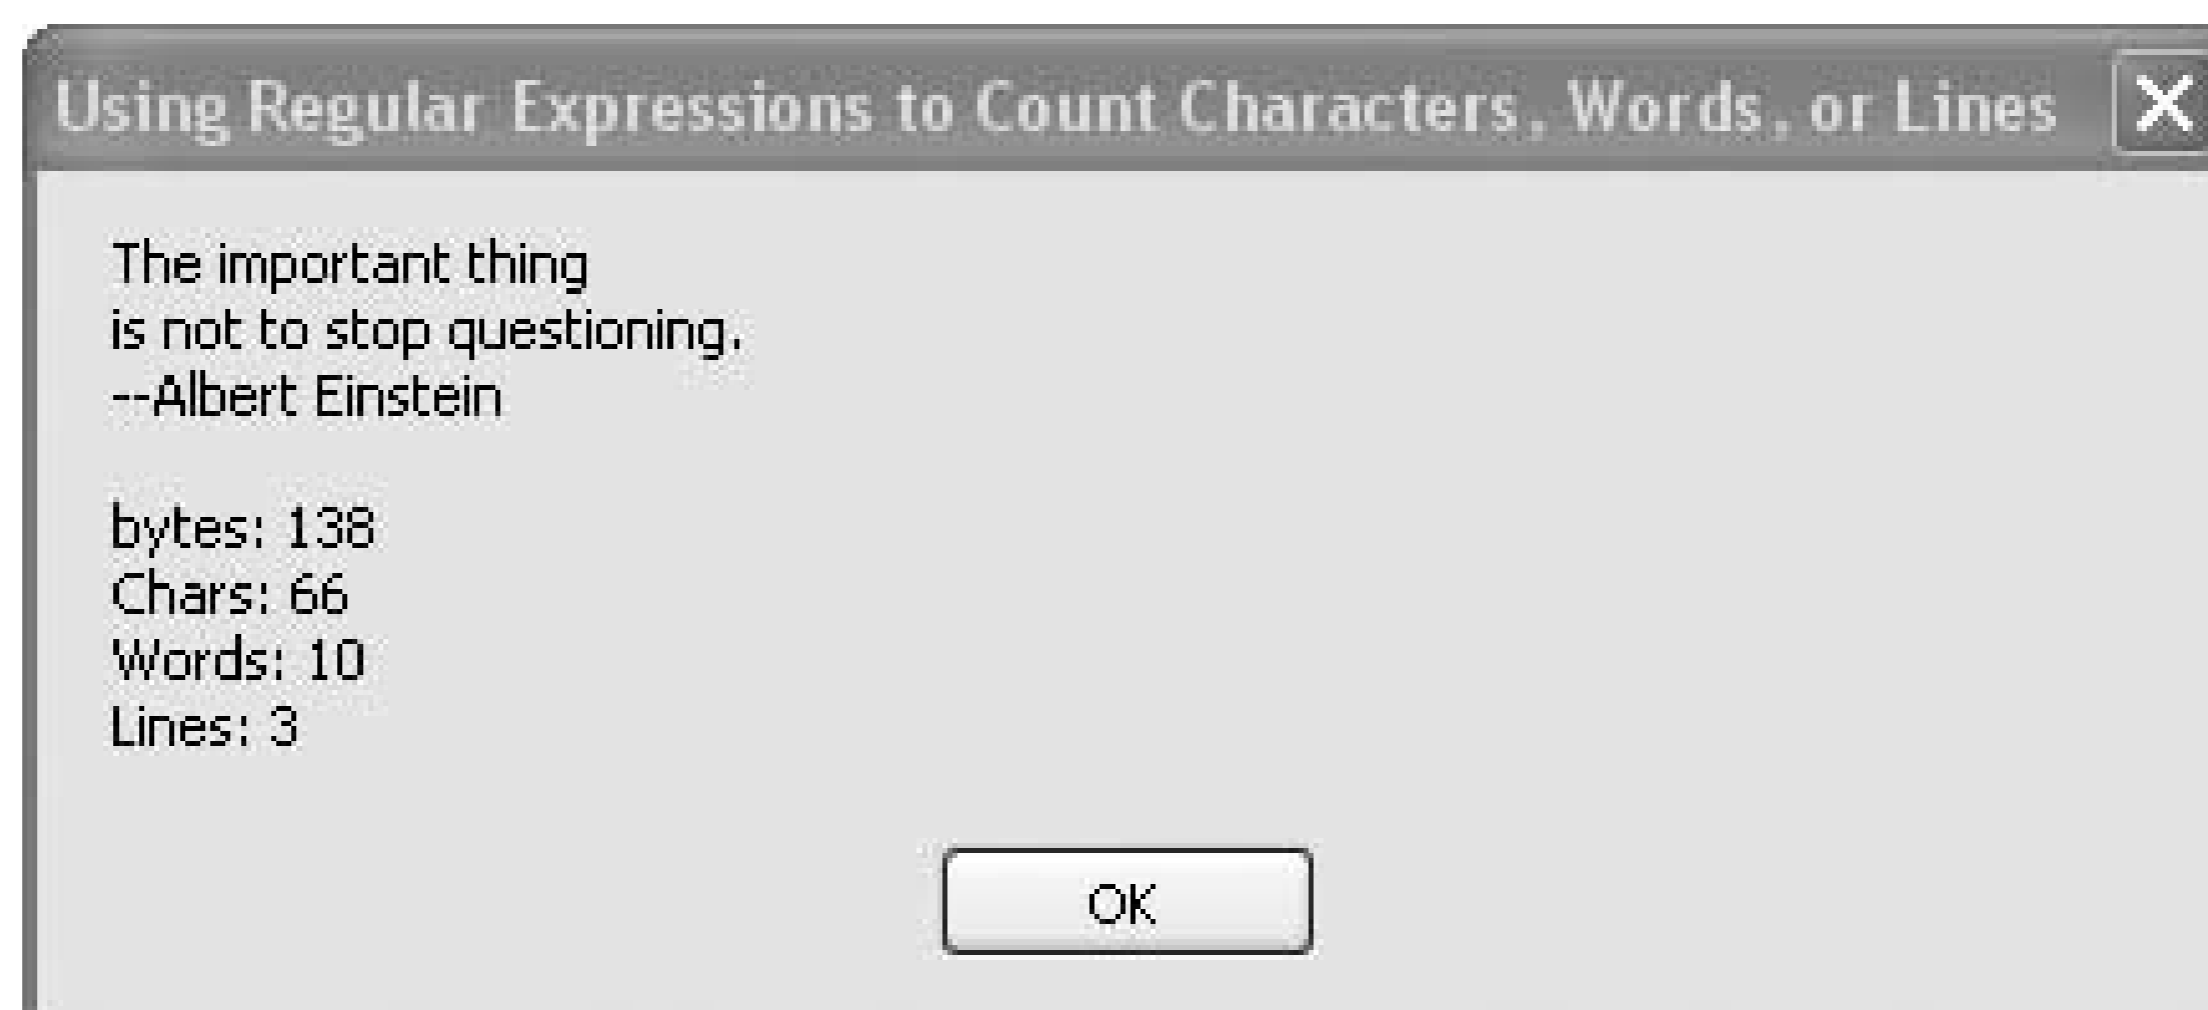 Using Regular Expressions to Count Characters, Words, or Lines
The important thing
is not to stop questioning.
--Albert Einstein
bytes: 138
Chars: 66
Words: 10
Lines: 3
OK